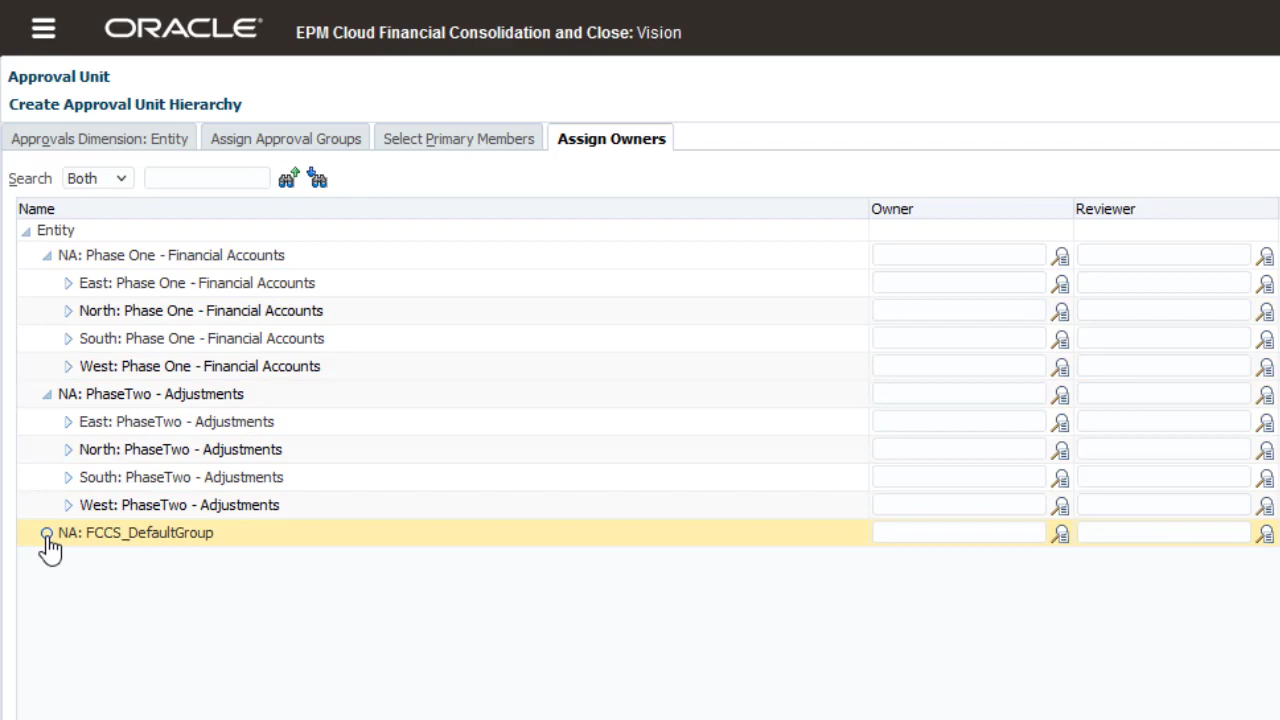 ORACLE® EPM Cloud Financial Consolidation and Close: Vision
Approval Unit
Create Approval Unit Hierarchy
Approvals Dimension: Entity Assign Approval Groups Select Primary Members Assign Owners
Search Both
Name Owner Reviewer
Entity
NA: Phase One - Financial Accounts
East: Phase One - Financial Accounts
North: Phase One - Financial Accounts
South: Phase One - Financial Accounts
West: Phase One - Financial Accounts
NA: PhaseTwo - Adjustments
East: PhaseTwo - Adjustments
North: PhaseTwo - Adjustments
South: PhaseTwo - Adjustments
West: PhaseTwo - Adjustments
NA: FCCS_DefaultGroup